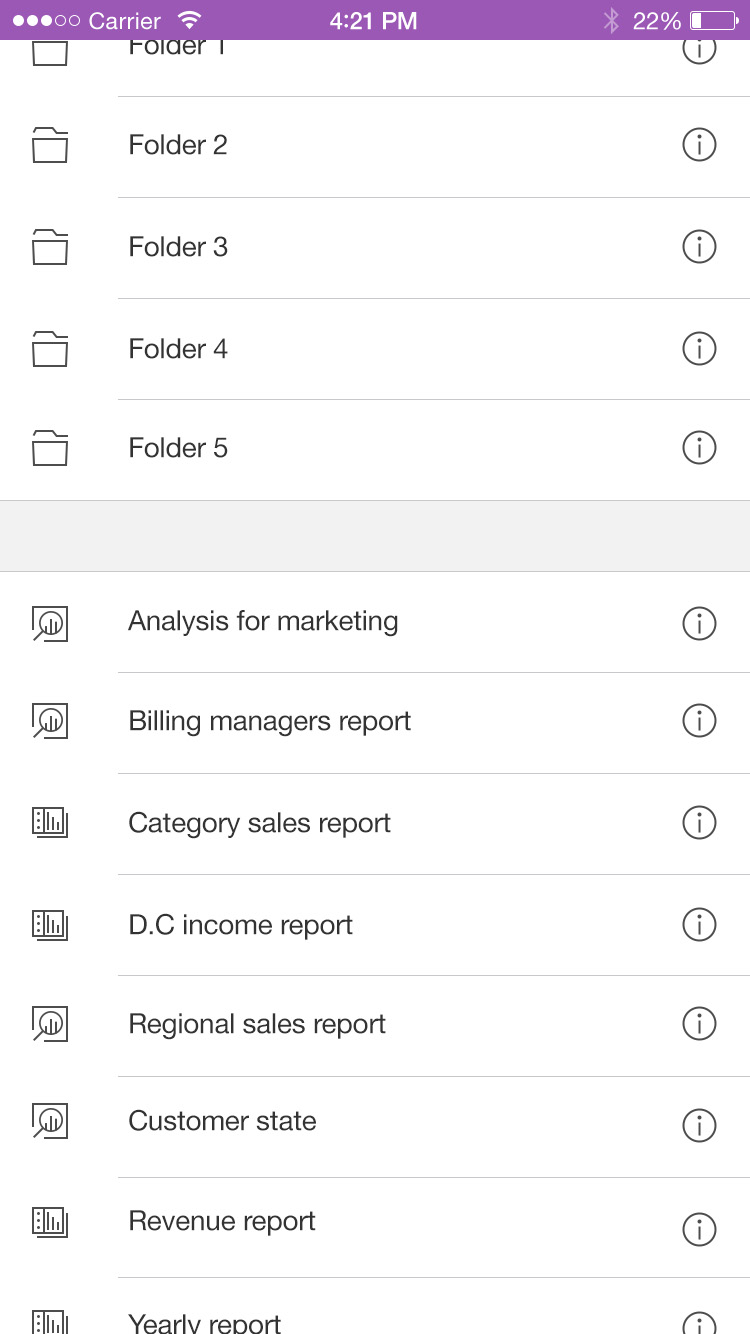 Carrier 4:21 PM 22%
Folder 1
Folder 2
Folder 3
Folder 4
Folder 5
Analysis for marketing
Billing managers report
Category sales report
D.C income report
Regional sales report
Customer state
Revenue report
Yearly report